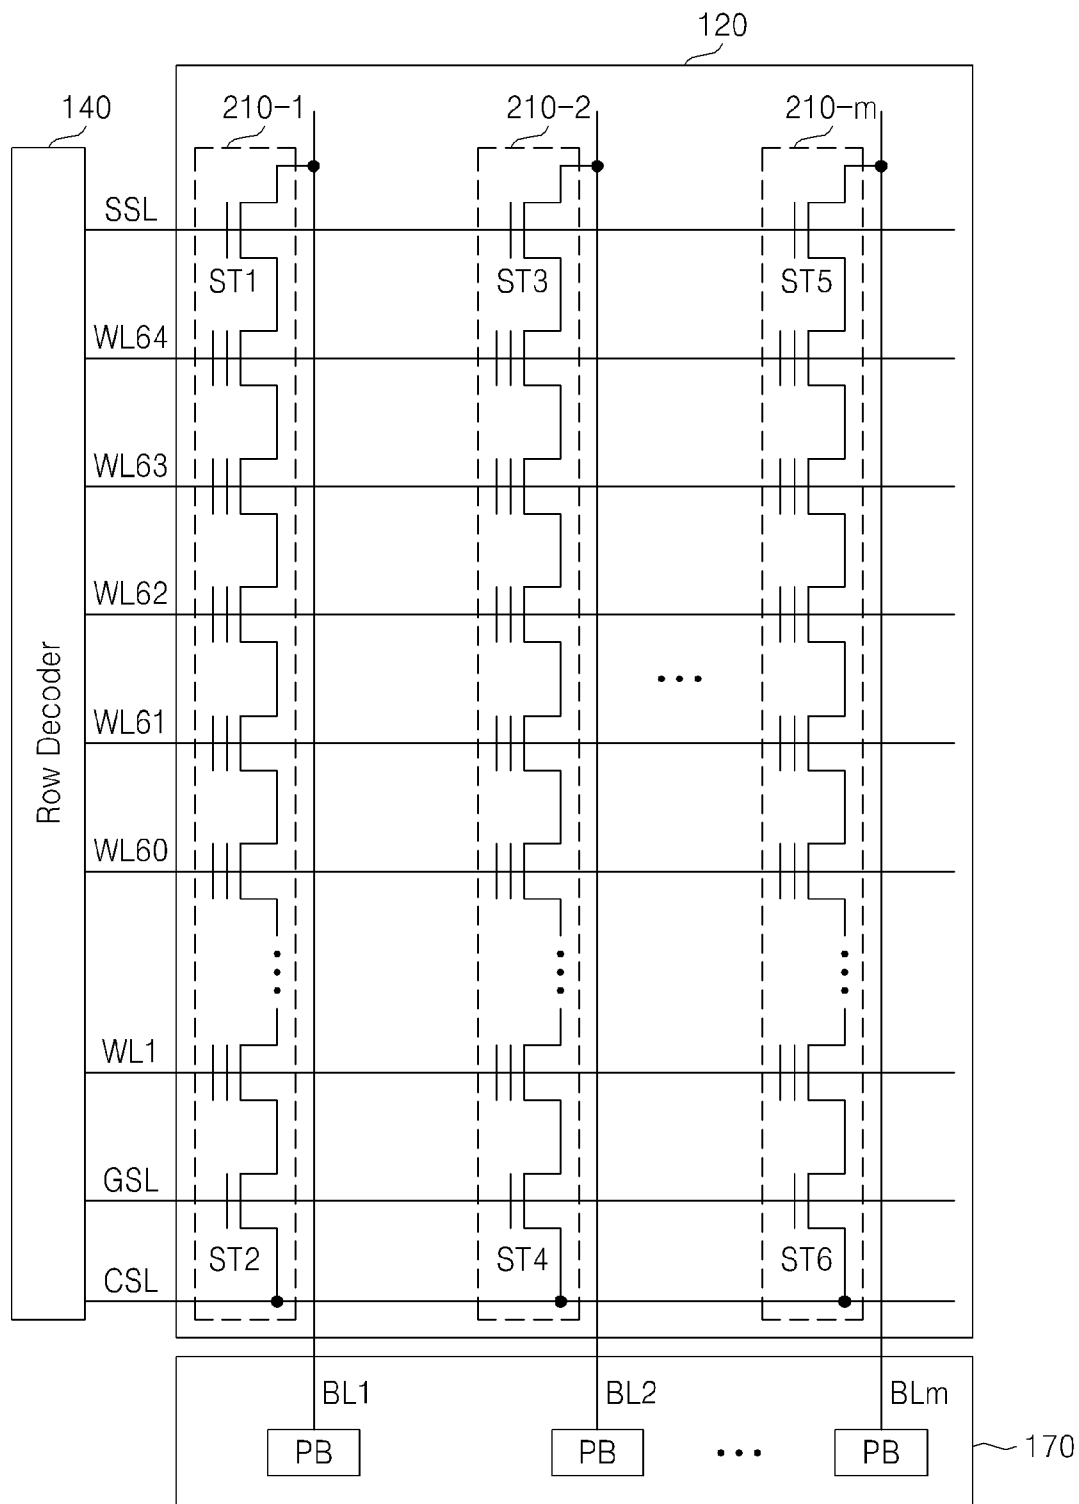 120
140
210-1
210-2
210-m
SSL
ST1
ST3
ST5
WL64
WL63
WL62
Row Decoder
WL61
WL60
WL1
GSL
ST2
ST4
ST6
CSL
BL1
BL2
BLm
PB
PB
PB
170